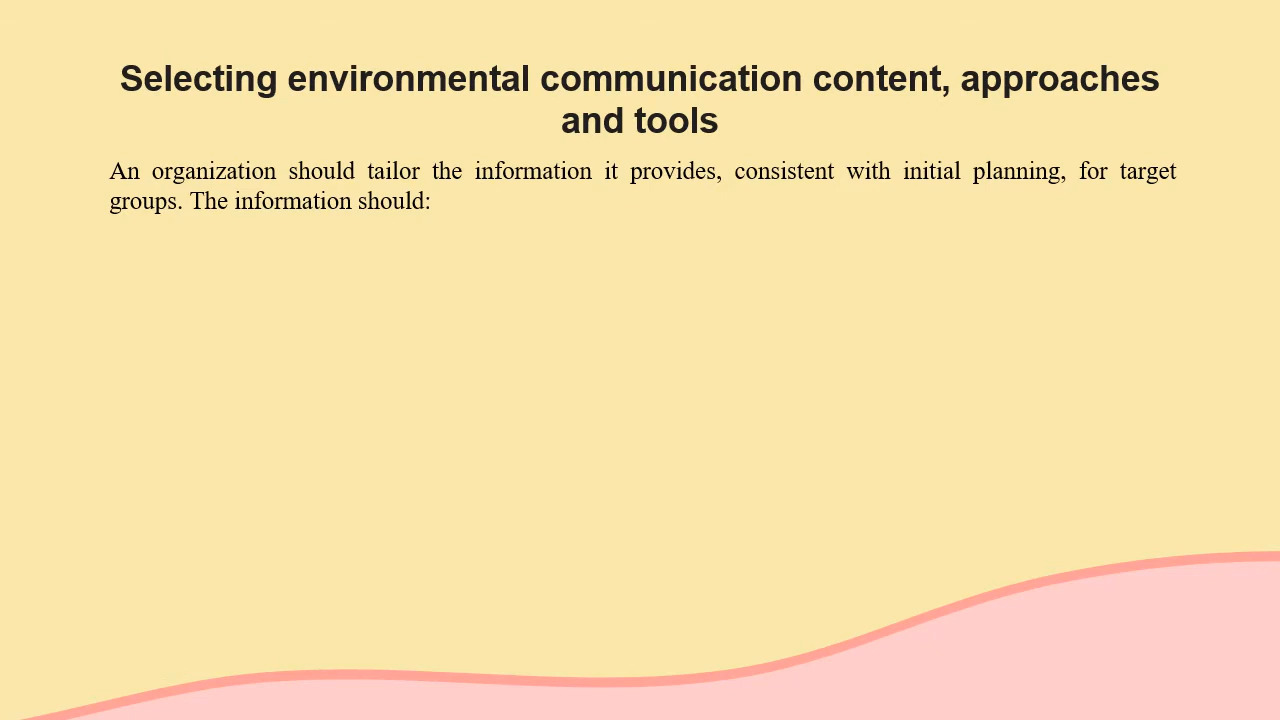 Selecting environmental communication content, approaches
and tools
An organization should tailor the information it provides, consistent with initial planning, for target
groups. The information should: